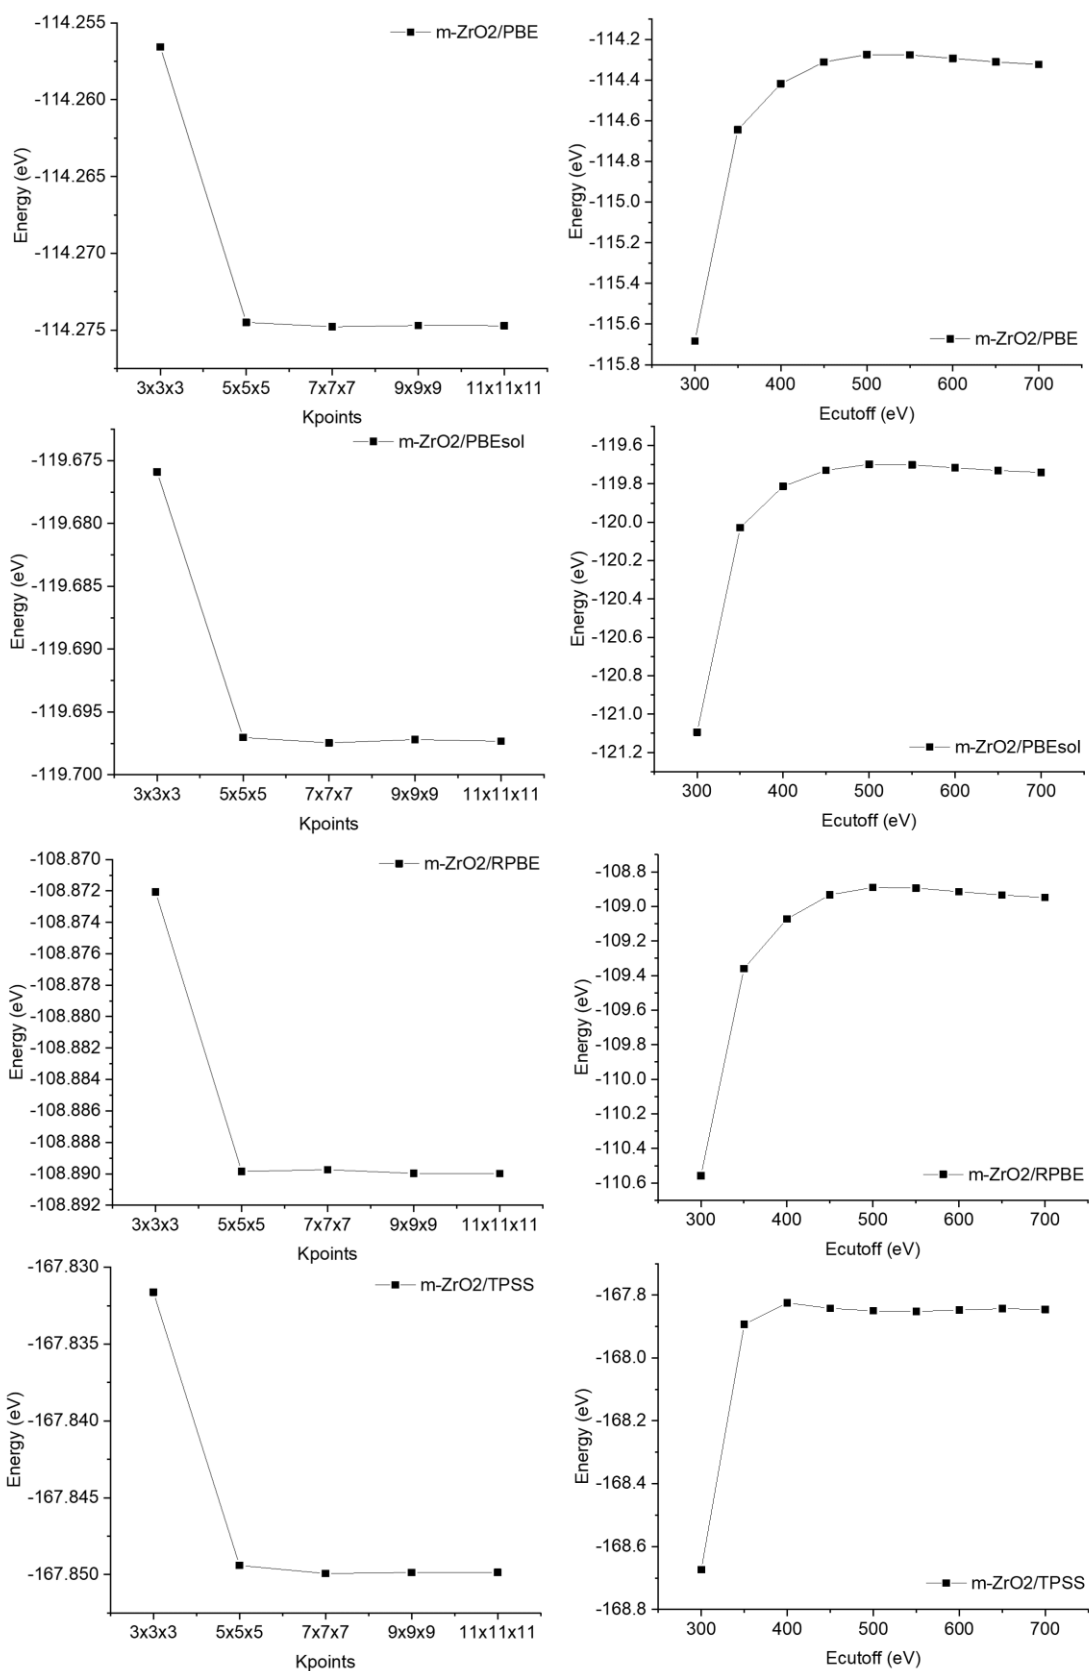 -114.255
-114.260
-114.265
-114.270
-114.275
Energy (eV)
m-ZrO2/PBE
3x3x3 5x5x5 7x7x7 9x9x9 11x11x11
Kpoints
-114.2
-114.4
-114.6
-114.8
-115.0
-115.2
-115.4
-115.6
-115.8
Energy (eV)
m-ZrO2/PBE
300 400 500 600 700
Ecutoff (eV)
-119.675
-119.680
-119.685
-119.690
-119.695
-119.700
Energy (eV)
m-ZrO2/PBEsol
3x3x3 5x5x5 7x7x7 9x9x9 11x11x11
Kpoints
-119.6
-119.8
-120.0
-120.2
-120.4
-120.6
-120.8
-121.0
-121.2
Energy (eV)
m-ZrO2/PBEsol
300 400 500 600 700
Ecutoff (eV)
-108.870
-108.872
-108.874
-108.876
-108.878
-108.880
-108.882
-108.884
-108.886
-108.888
-108.890
-108.892
Energy (eV)
m-ZrO2/RPBE
3x3x3 5x5x5 7x7x7 9x9x9 11x11x11
Kpoints
-108.8
-109.0
-109.2
-109.4
-109.6
-109.8
-110.0
-110.2
-110.4
-110.6
Energy (eV)
m-ZrO2/RPBE
300 400 500 600 700
Ecutoff (eV)
-167.830
-167.835
-167.840
-167.845
-167.850
Energy (eV)
m-ZrO2/TPSS
3x3x3 5x5x5 7x7x7 9x9x9 11x11x11
Kpoints
-167.8
-168.0
-168.2
-168.4
-168.6
-168.8
Energy (eV)
m-ZrO2/TPSS
300 400 500 600 700
Ecutoff (eV)